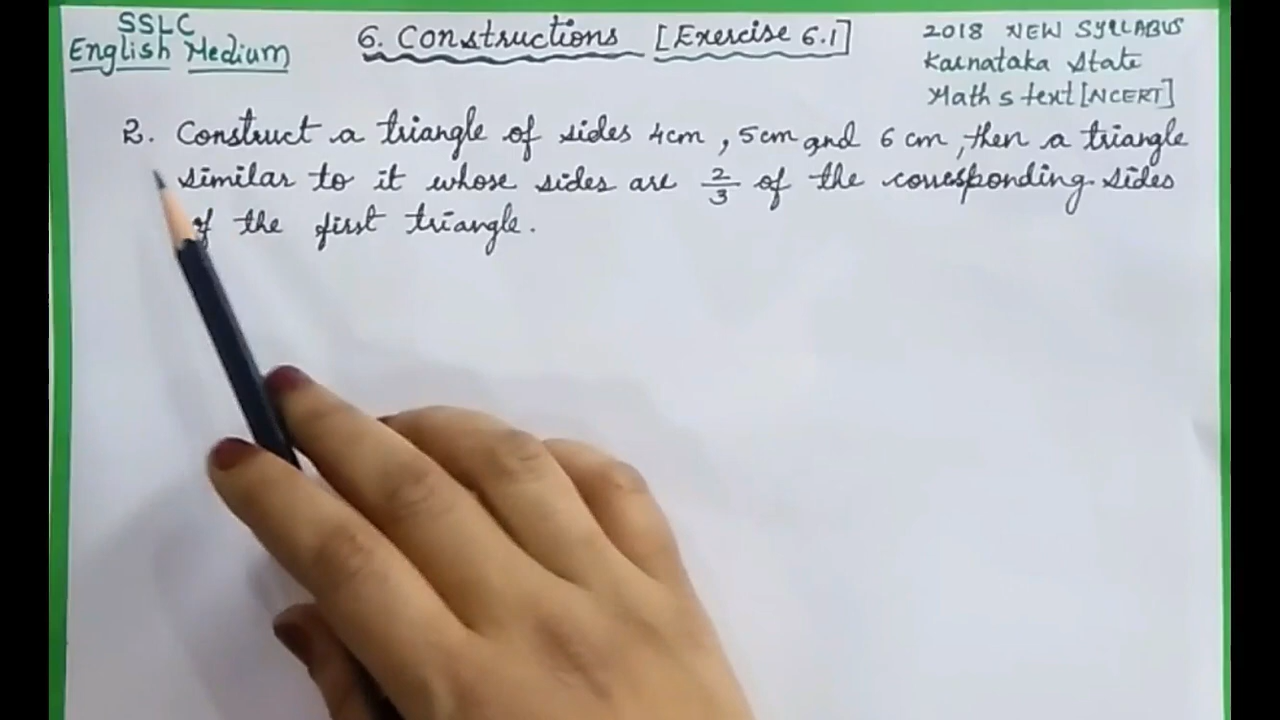 SSLC
English Medium
6. Constructions [Exercise 6.1]
2018 NEW SYLLABUS
Karnataka State
Maths text [NCERT]
2. Construct a triangle of sides 4cm, 5cm and 6 cm, then a triangle
similar to it whose sides are 2/3 of the corresponding sides
of the first triangle.